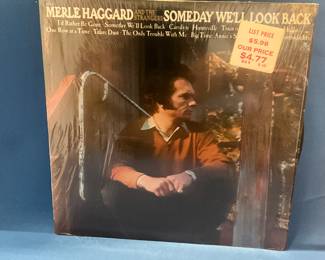 MERLE HAGGARD AND THE STRANGERS SOMEDAY WE'LL LOOK BACK
I'd Rather Be Gone · Someday We'll Look Back · Carolyn · Huntsville
One Row at a Time · Takes Dust · The Only Trouble With Me · Big Time Annie's
LIST PRICE
$5.98
OUR PRICE
$4.77